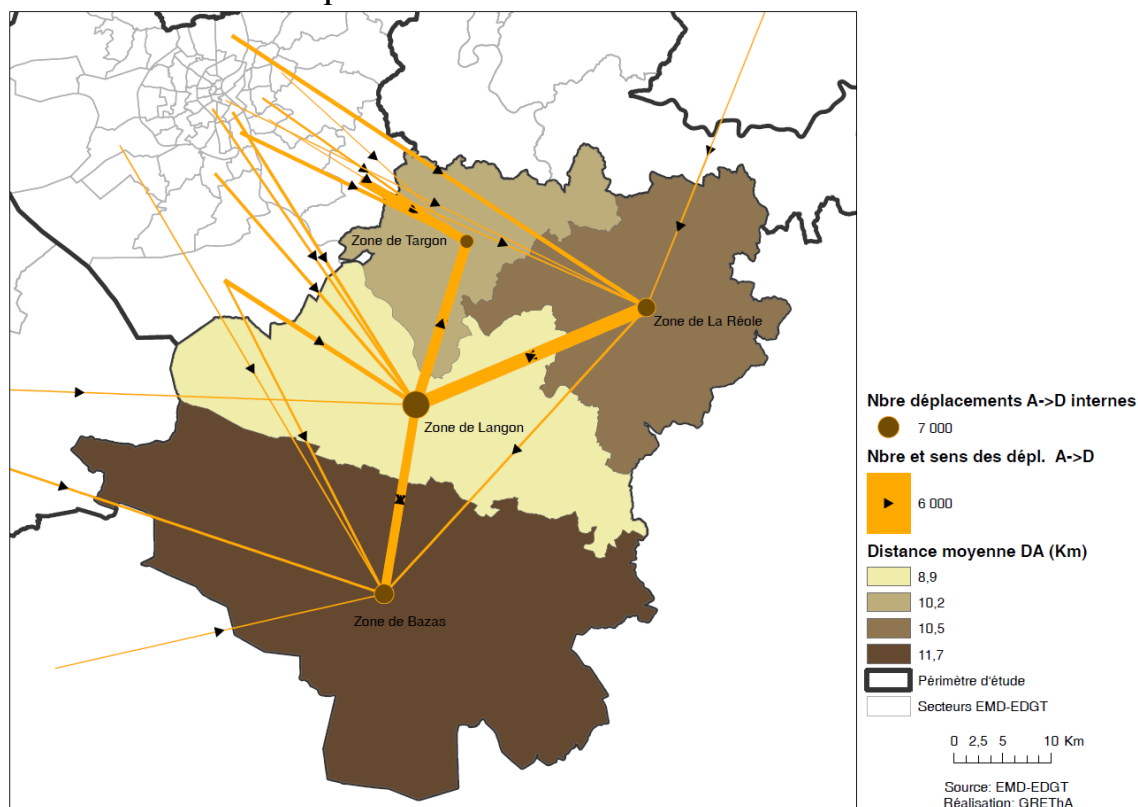 Zone de Targon
Zone de La Réole
Zone de Langon
Zone de Bazas
Nbre déplacements A->D internes
7 000
Nbre et sens des dépl. A->D
6 000
Distance moyenne DA (Km)
8,9
10,2
10,5
11,7
Périmètre d'étude
Secteurs EMD-EDGT
0 2,5 5 10 Km
Source: EMD-EDGT
Réalisation: GREThA